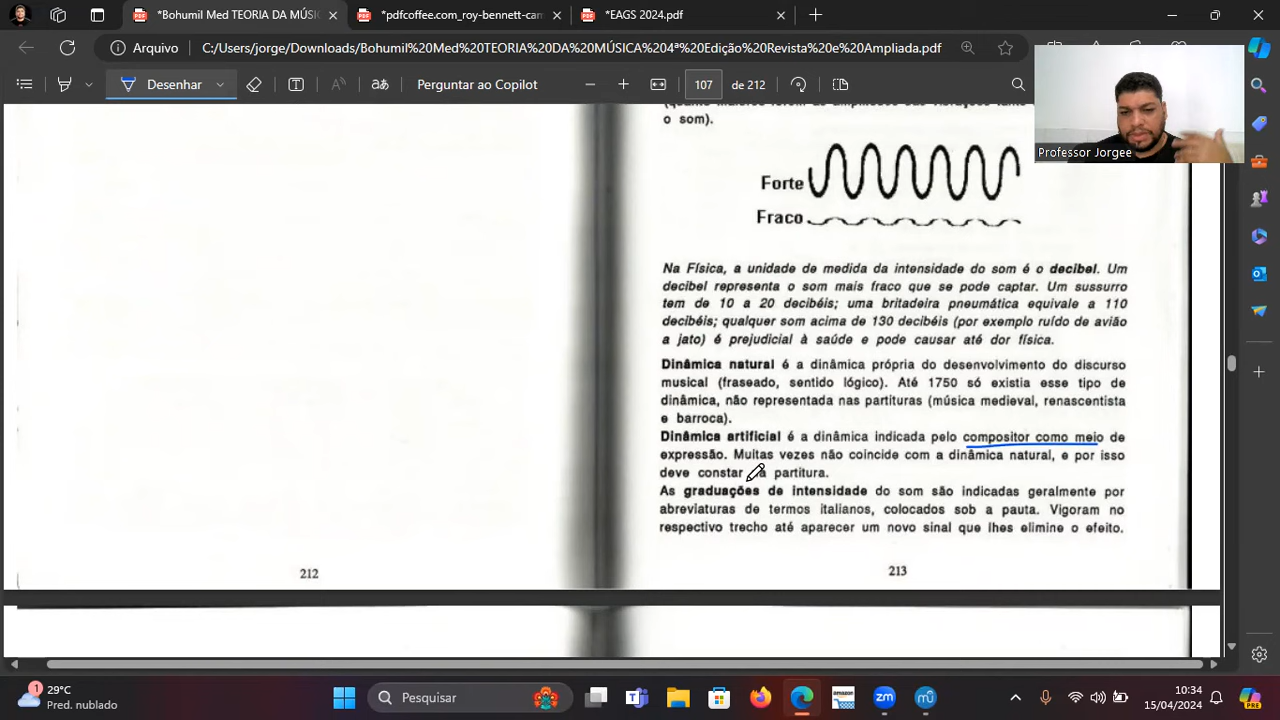 *Bohumil Med TEORIA DA MÚSIC
*pdfcoffee.com_roy-bennett-cam
*EAGS 2024.pdf
Arquivo
C:/Users/jorge/Downloads/Bohumil%20Med%20TEORIA%20DA%20MÚSICA%204ª%20Edição%20Revista%20e%20Ampliada.pdf
Desenhar
Perguntar ao Copilot
107
de 212
Professor Jorgee
o som).
Forte
Fraco
Na Física, a unidade de medida da intensidade do som é o decibel. Um
decibel representa o som mais fraco que se pode captar. Um sussurro
tem de 10 a 20 decibéis; uma britadeira pneumática equivale a 110
decibéis; qualquer som acima de 130 decibéis (por exemplo ruído de avião
a jato) é prejudicial à saúde e pode causar até dor física.
Dinâmica natural é a dinâmica própria do desenvolvimento do discurso
musical (fraseado, sentido lógico). Até 1750 só existia esse tipo de
dinâmica, não representada nas partituras (música medieval, renascentista
e barroca).
Dinâmica artificial é a dinâmica indicada pelo compositor como meio de
expressão. Muitas vezes não coincide com a dinâmica natural, e por isso
deve constar na partitura.
As graduações de intensidade do som são indicadas geralmente por
abreviaturas de termos italianos, colocados sob a pauta. Vigoram no
respectivo trecho até aparecer um novo sinal que lhes elimine o efeito.
212
213
1
29°C
Pred. nublado
Pesquisar
amazon
zm
10:34
15/04/2024
PRE